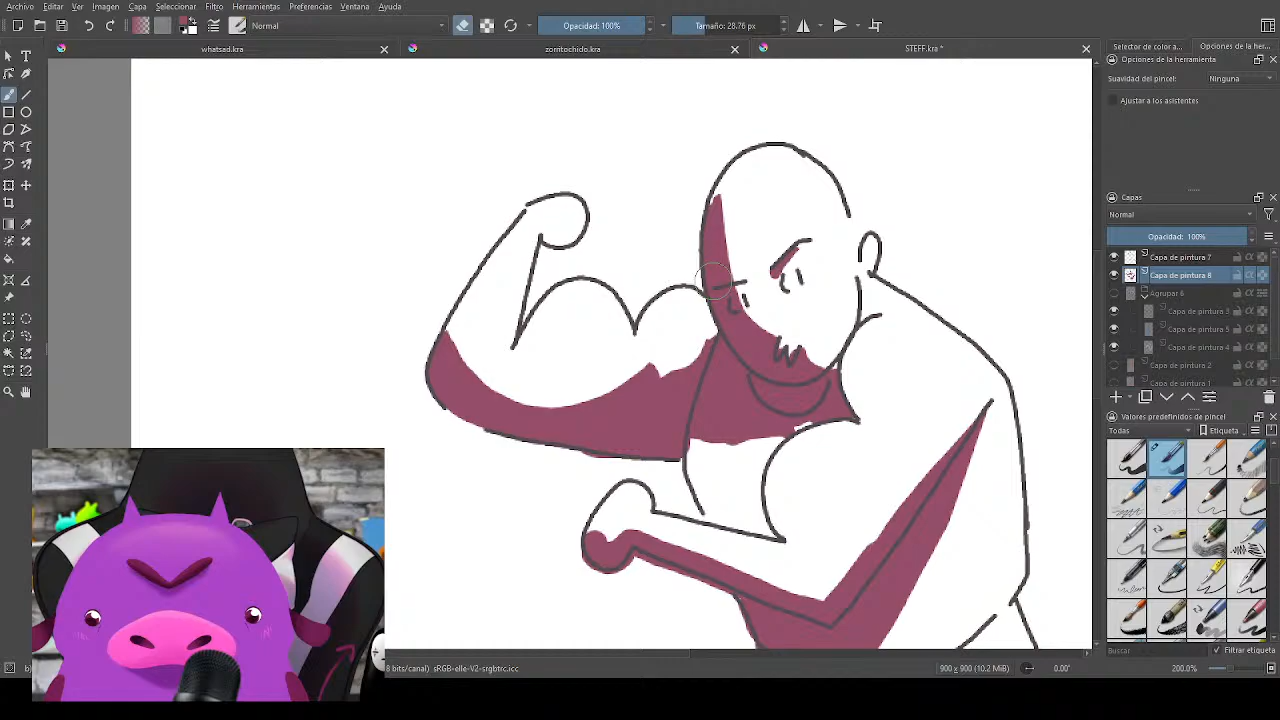 Archivo Editar Ver Imagen Capa Seleccionar Filtro Herramientas Preferencias Ventana Ayuda
Normal
Opacidad: 100%
Tamaño: 28.76 px
whatsad.kra
zorritochido.kra
STEFF.kra *
Selector de color a...
Opciones de la her...
Opciones de la herramienta
Suavidad del pincel:
Ninguna
Ajustar a los asistentes
Capas
Normal
Opacidad: 100%
Capa de pintura 7
Capa de pintura 8
Agrupar 6
Capa de pintura 3
Capa de pintura 5
Capa de pintura 4
Capa de pintura 2
Capa de pintura 1
Valores predefinidos de pincel
Todas
Etiqueta
Buscar
Filtrar etiqueta
8 bits/canal) sRGB-elle-V2-srgbtrc.icc
900 x 900 (10.2 MiB)
0.00°
200.0%